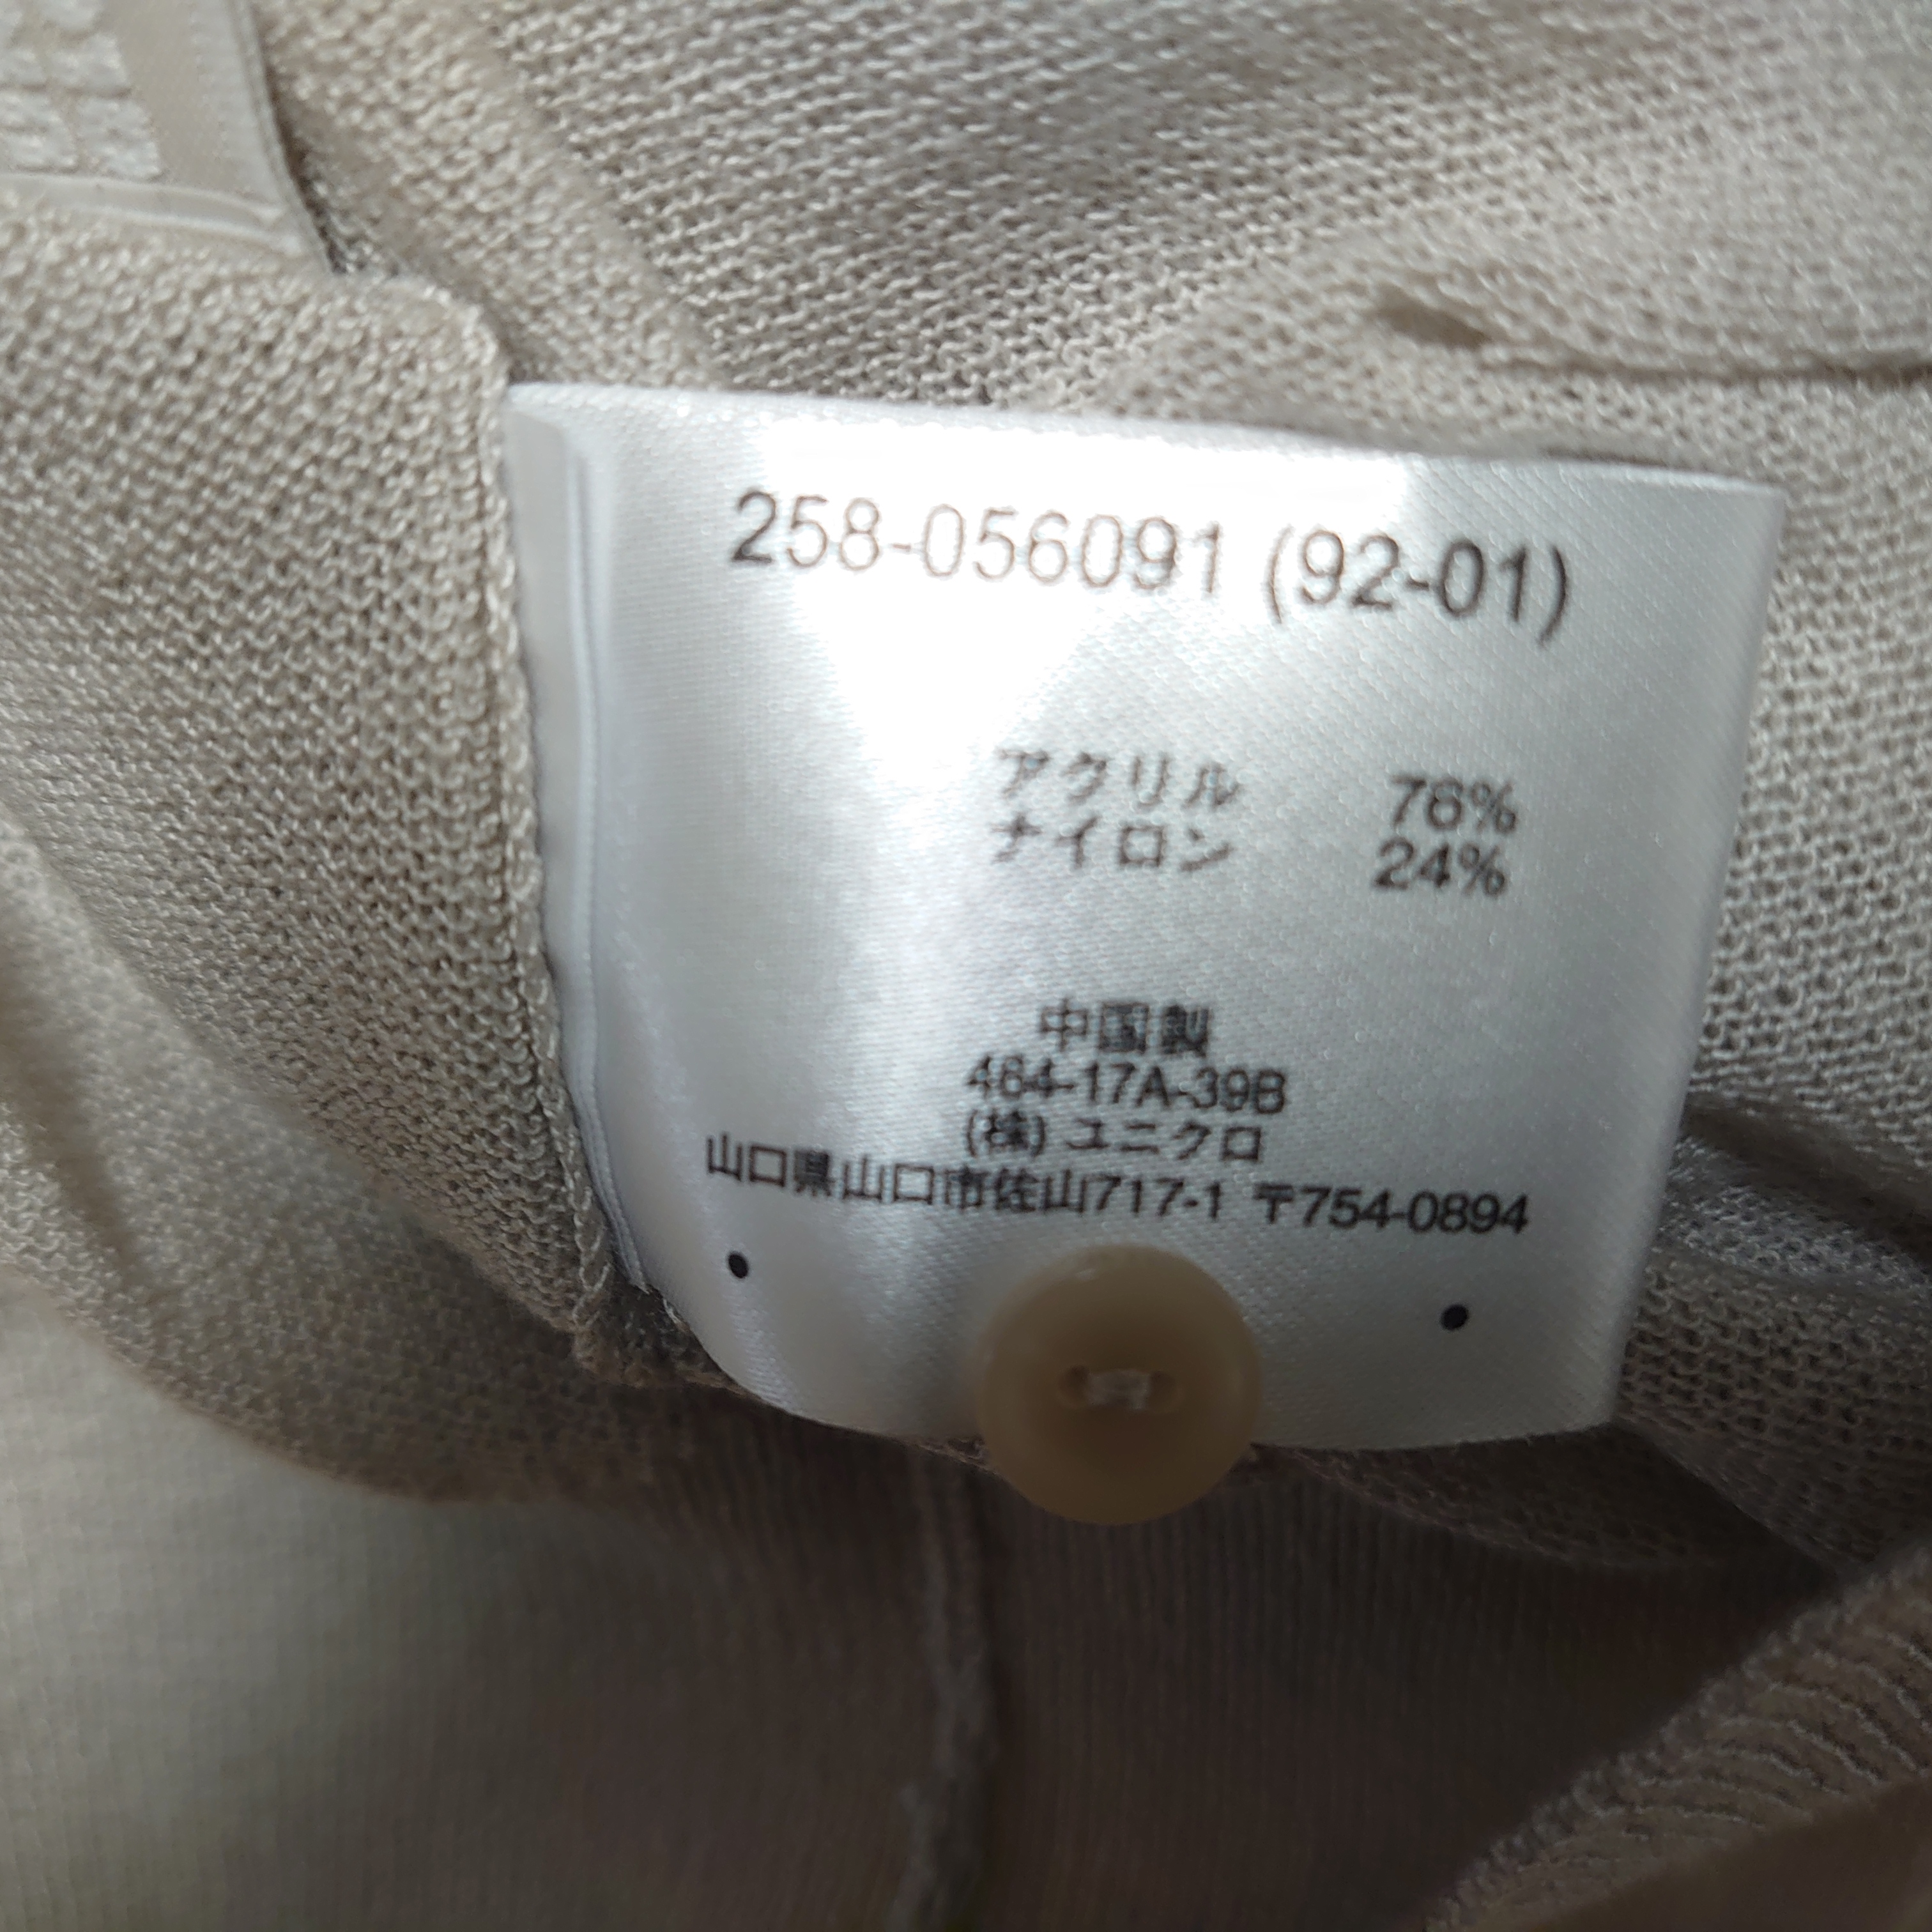 258-056091 (92-01)
アクリル 76%
ナイロン 24%
中国製
464-17A-39B
(株) ユニクロ
山口県山口市佐山717-1 〒754-0894